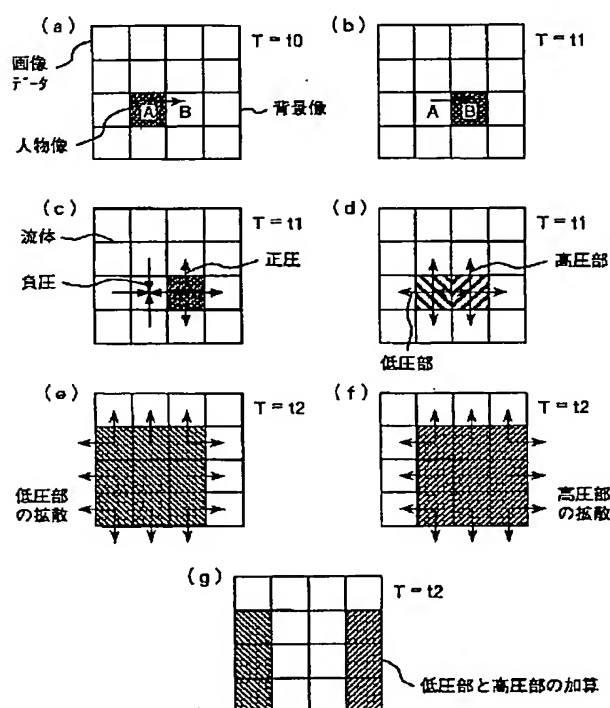 (a)
T=t0
画像
データ
A
B
人物像
背景像
(b)
T=t1
A
B
(c)
T=t1
流体
正圧
負圧
(d)
T=t1
高圧部
低圧部
(e)
T=t2
低圧部
の拡散
(f)
T=t2
高圧部
の拡散
(g)
T=t2
低圧部と高圧部の加算